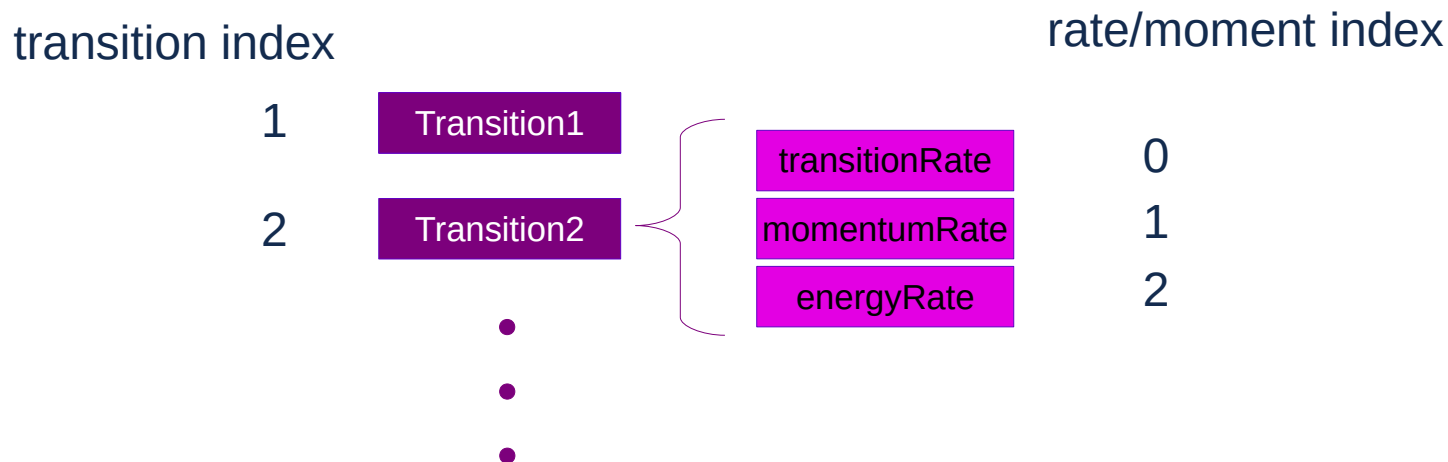 transition index
rate/moment index
1
Transition1
transitionRate
0
momentumRate
1
2
Transition2
energyRate
2